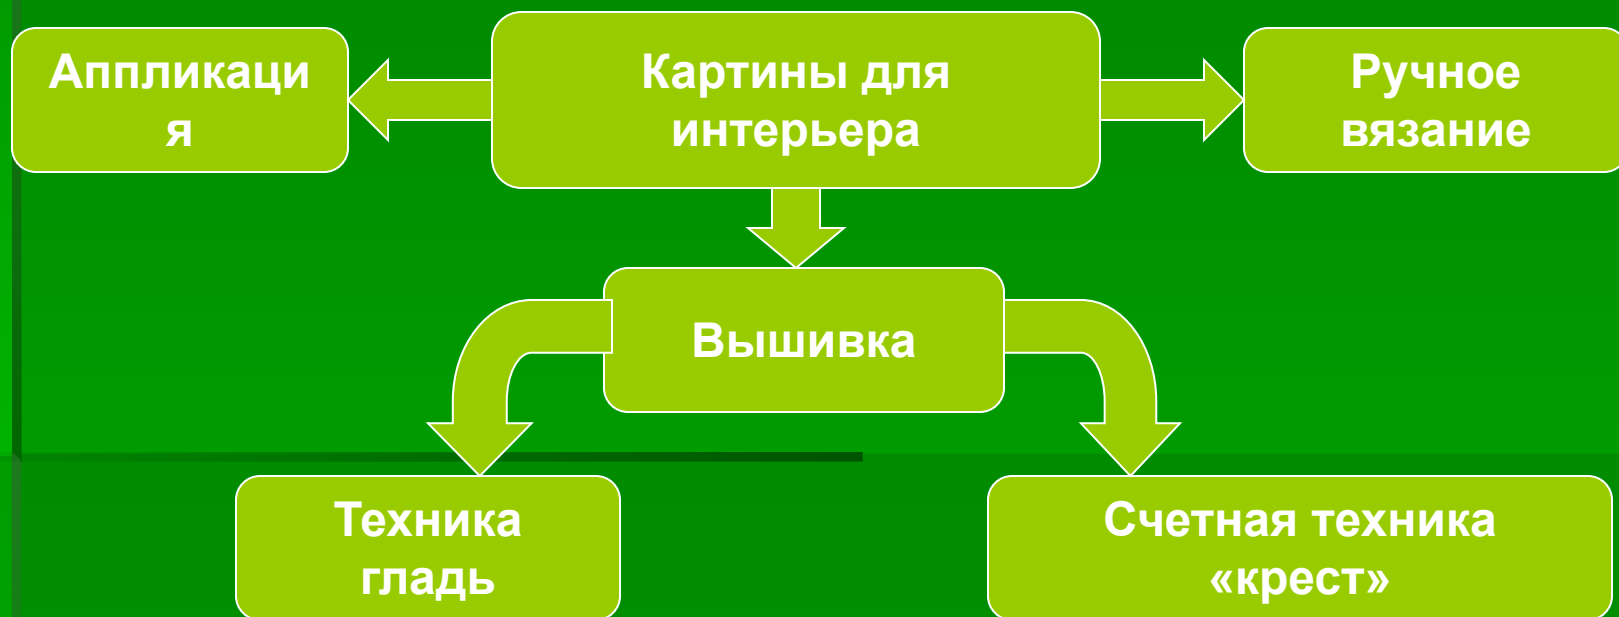 Аппликаци
я
Картины для
интерьера
Ручное
вязание
Вышивка
Техника
гладь
Счетная техника
«крест»